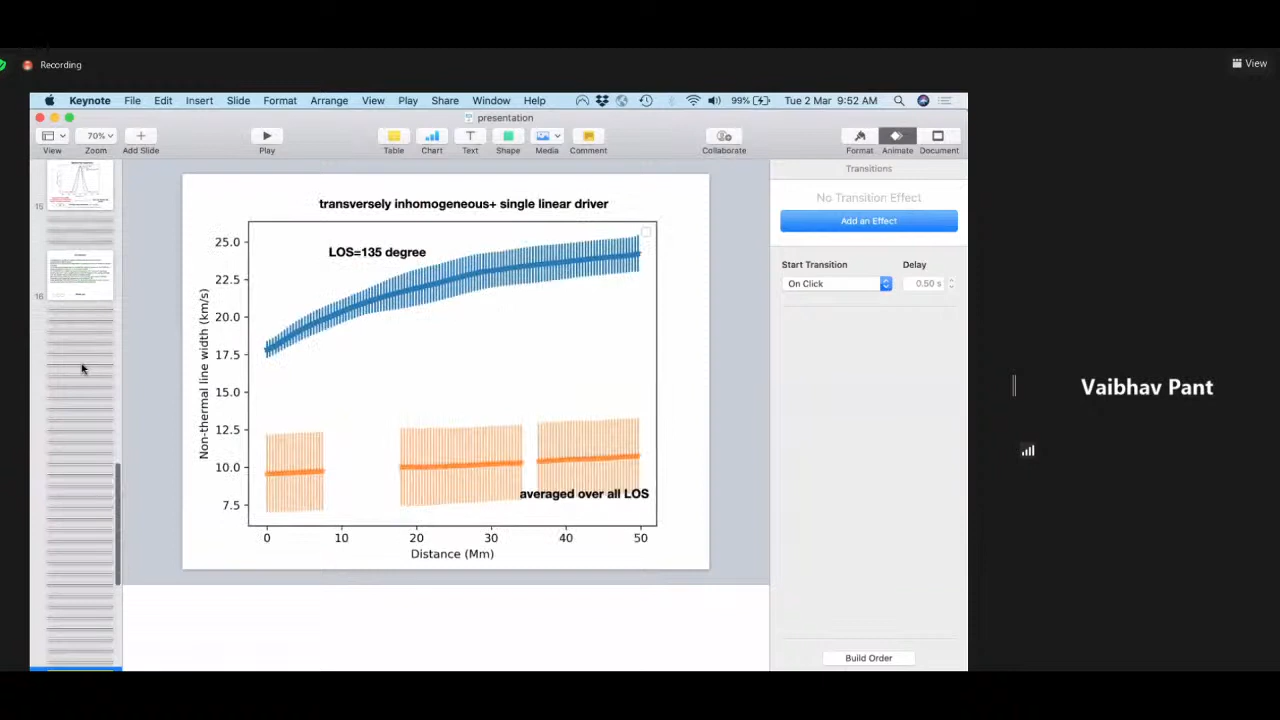 Recording
View
Keynote File Edit Insert Slide Format Arrange View Play Share Window Help 99% Tue 2 Mar 9:52 AM
presentation
70%
View Zoom Add Slide Play Table Chart Text Shape Media Comment Collaborate Format Animate Document
15
16
transversely inhomogeneous+ single linear driver
LOS=135 degree
25.0
22.5
20.0
17.5
15.0
12.5
10.0
7.5
Non-thermal line width (km/s)
averaged over all LOS
0 10 20 30 40 50
Distance (Mm)
Transitions
No Transition Effect
Add an Effect
Start Transition Delay
On Click 0.50 s
Build Order
Vaibhav Pant